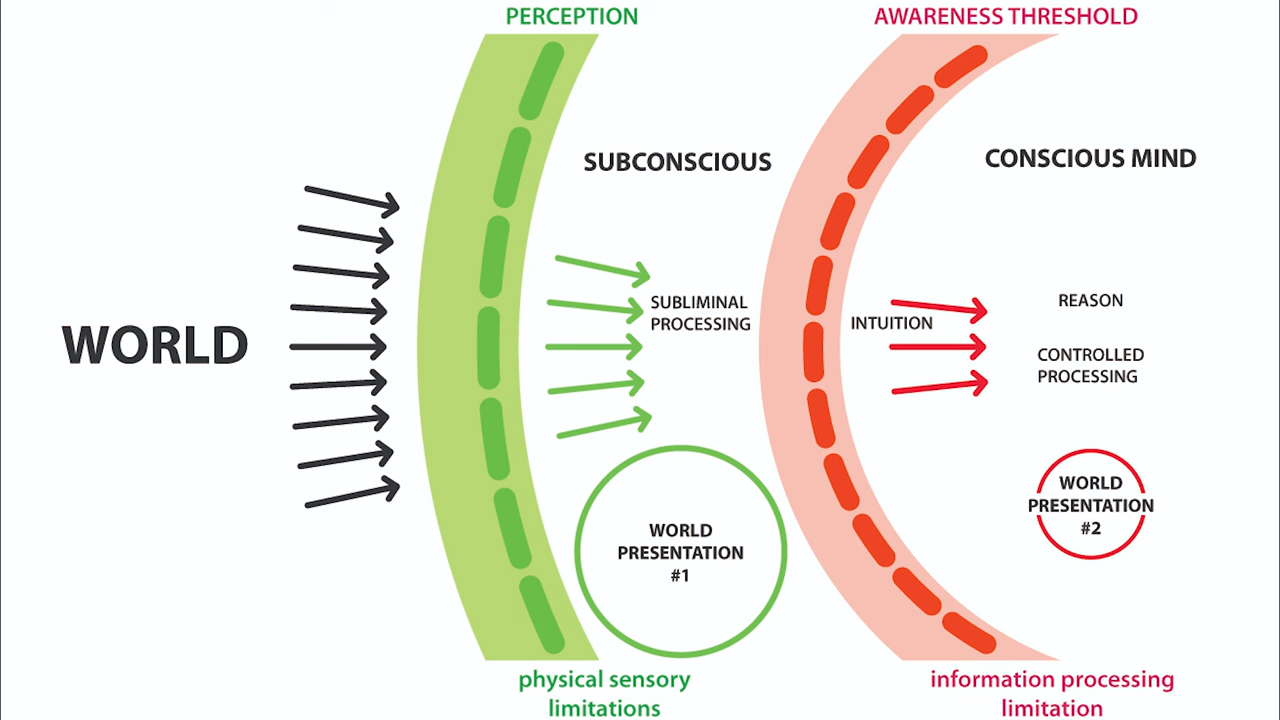 PERCEPTION
AWARENESS THRESHOLD
SUBCONSCIOUS
CONSCIOUS MIND
WORLD
SUBLIMINAL
PROCESSING
INTUITION
REASON
CONTROLLED
PROCESSING
WORLD
PRESENTATION
#1
WORLD
PRESENTATION
#2
physical sensory
limitations
information processing
limitation